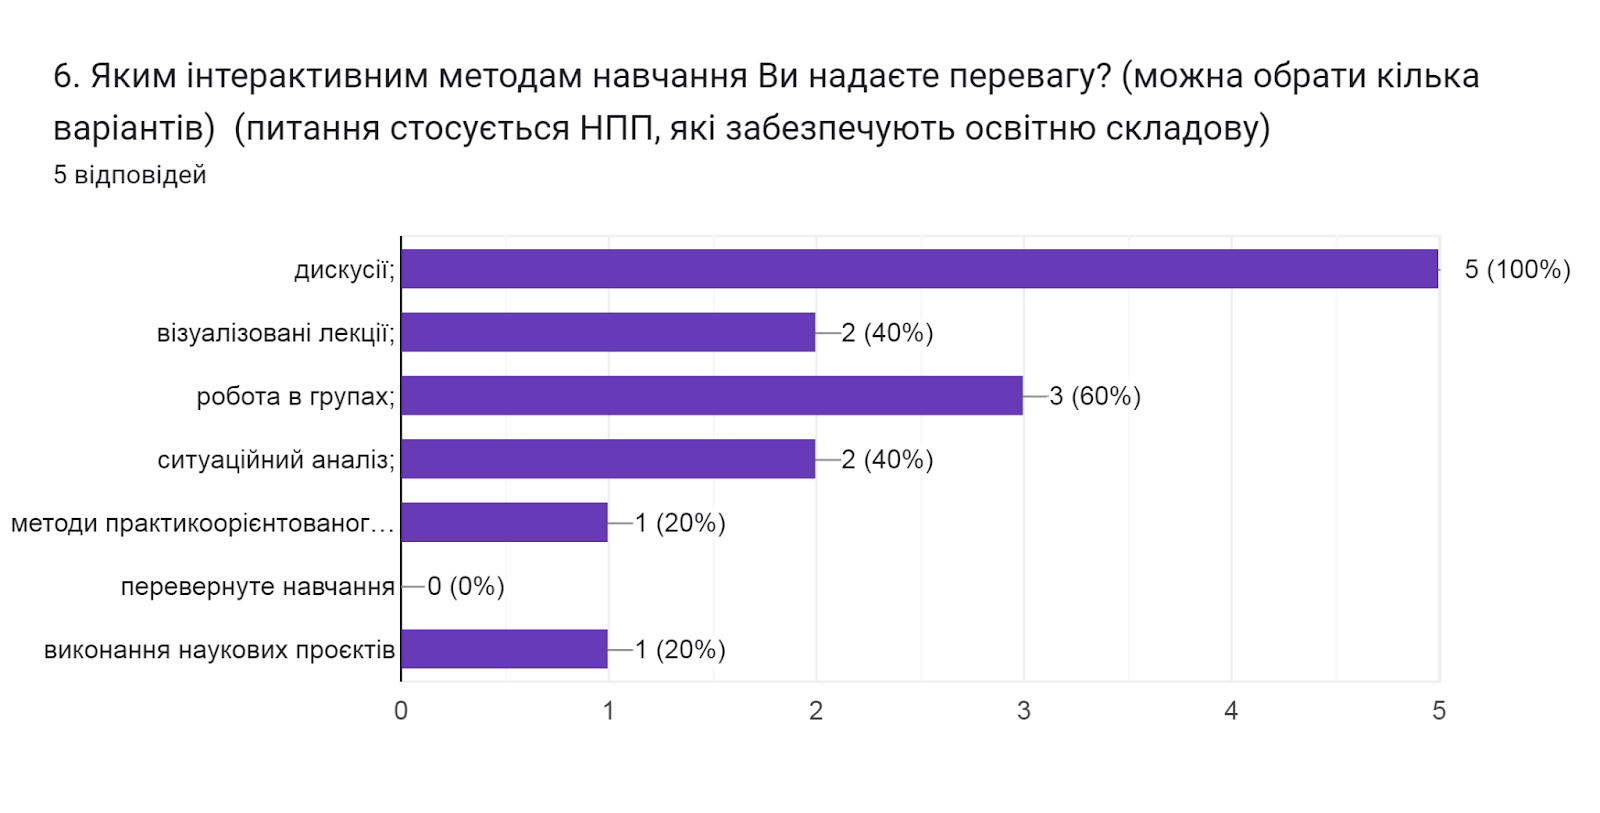 6. Яким інтерактивним методам навчання Ви надаєте перевагу? (можна обрати кілька
варіантів)  (питання стосується НПП, які забезпечують освітню складову)
5 відповідей
дискусії; 5 (100%)
візуалізовані лекції; 2 (40%)
робота в групах; 3 (60%)
ситуаційний аналіз; 2 (40%)
методи практикоорієнтованог… 1 (20%)
перевернуте навчання 0 (0%)
виконання наукових проєктів 1 (20%)
0 1 2 3 4 5